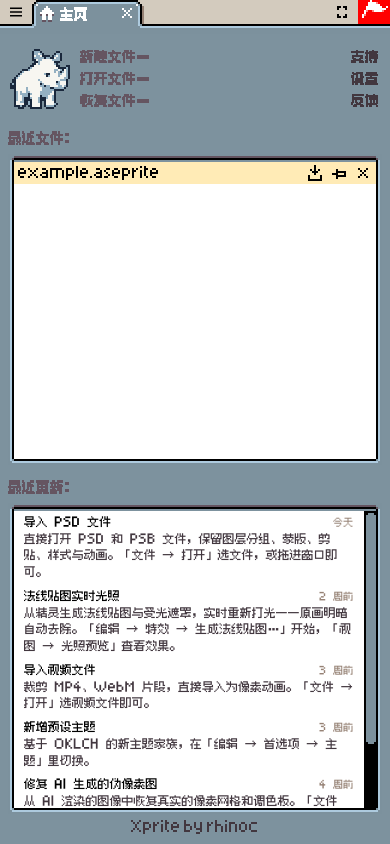 主页
新建文件…
支持
打开文件…
设置
恢复文件…
反馈
最近文件:
example.aseprite
最近更新:
导入 PSD 文件
今天
直接打开 PSD 和 PSB 文件，保留图层分组、蒙版、剪
贴、样式与动画。「文件 → 打开」选文件，或拖进窗口即
可。
法线贴图实时光照
2 周前
从精灵生成法线贴图与受光遮罩，实时重新打光——原画明暗
自动去除。「编辑 → 特效 → 生成法线贴图…」开始，「视
图 → 光照预览」查看效果。
导入视频文件
3 周前
裁剪 MP4、WebM 片段，直接导入为像素动画。「文件 →
打开」选视频文件即可。
新增预设主题
3 周前
基于 OKLCH 的新主题家族，在「编辑 → 首选项 → 主
题」里切换。
修复 AI 生成的伪像素图
4 周前
从 AI 渲染的图像中恢复真实的像素网格和调色板。「文件
Xprite by rhinoc